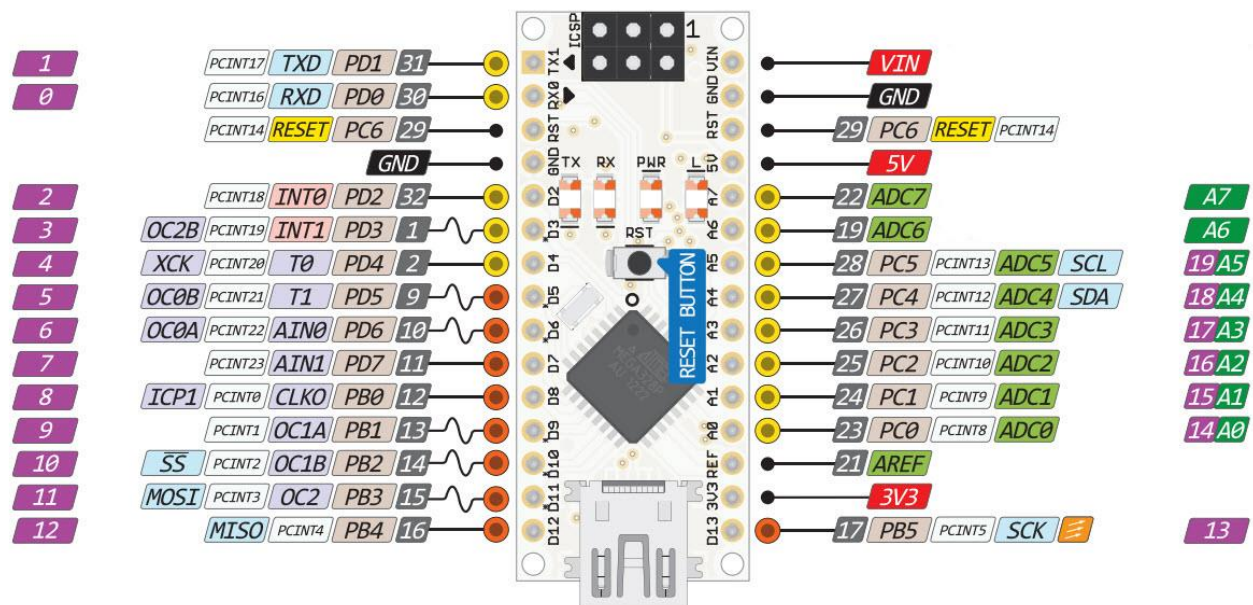 ICSP 1
1 PCINT17 TXD PD1 31 TX1 VIN VIN
0 PCINT16 RXD PD0 30 RX0 GND GND
PCINT14 RESET PC6 29 RST RST 29 PC6 RESET PCINT14
GND GND 5V 5V
TX RX PWR L
2 PCINT18 INT0 PD2 32 D2 A7 22 ADC7 A7
3 OC2B PCINT19 INT1 PD3 1 D3 A6 19 ADC6 A6
RST
4 XCK PCINT20 T0 PD4 2 D4 A5 28 PC5 PCINT13 ADC5 SCL 19 A5
5 OC0B PCINT21 T1 PD5 9 D5 A4 27 PC4 PCINT12 ADC4 SDA 18 A4
RESET BUTTON
6 OC0A PCINT22 AIN0 PD6 10 D6 A3 26 PC3 PCINT11 ADC3 17 A3
7 PCINT23 AIN1 PD7 11 D7 A2 25 PC2 PCINT10 ADC2 16 A2
8 ICP1 PCINT0 CLKO PB0 12 D8 A1 24 PC1 PCINT9 ADC1 15 A1
9 PCINT1 OC1A PB1 13 D9 A0 23 PC0 PCINT8 ADC0 14 A0
10 SS PCINT2 OC1B PB2 14 D10 REF 21 AREF
11 MOSI PCINT3 OC2 PB3 15 D11 3V3 3V3
12 MISO PCINT4 PB4 16 D12 D13 17 PB5 PCINT5 SCK 13